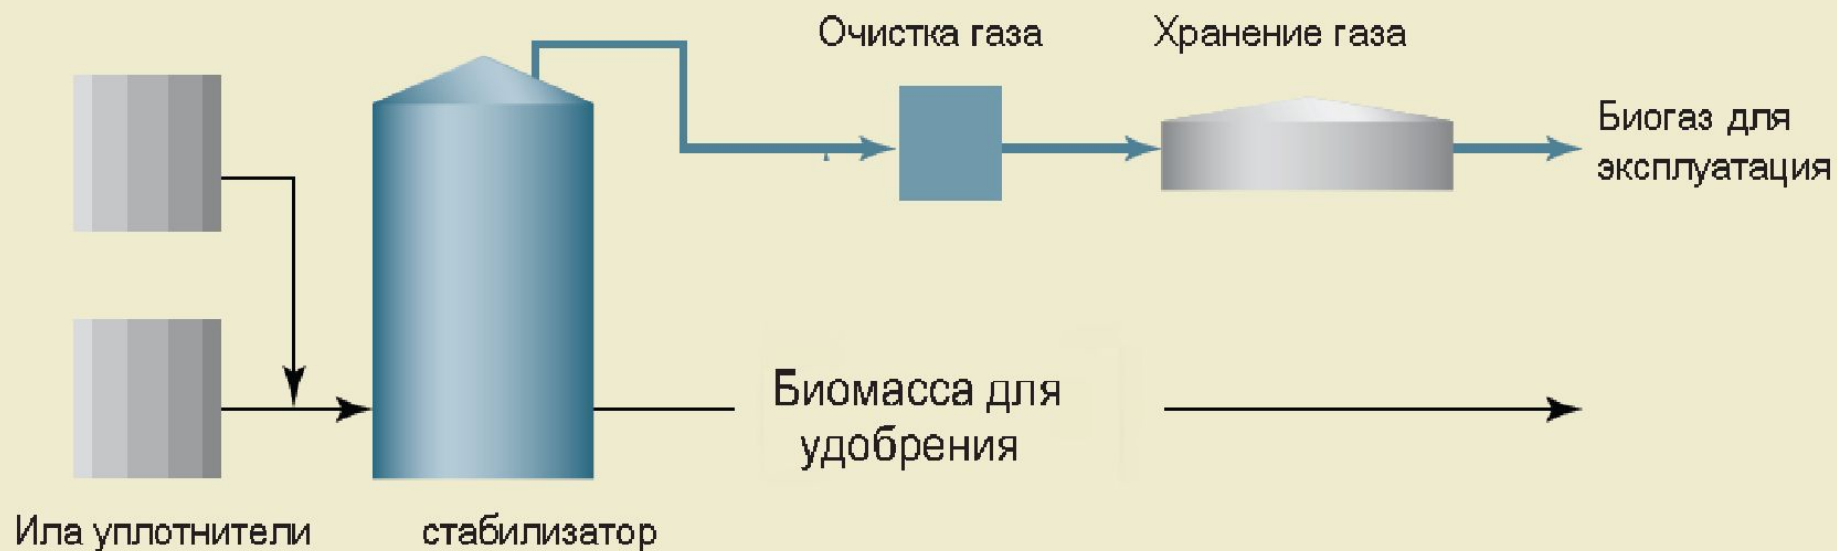 Очистка газа
Хранение газа
Биогаз для
эксплуатация
Биомасса для
удобрения
Ила уплотнители
стабилизатор